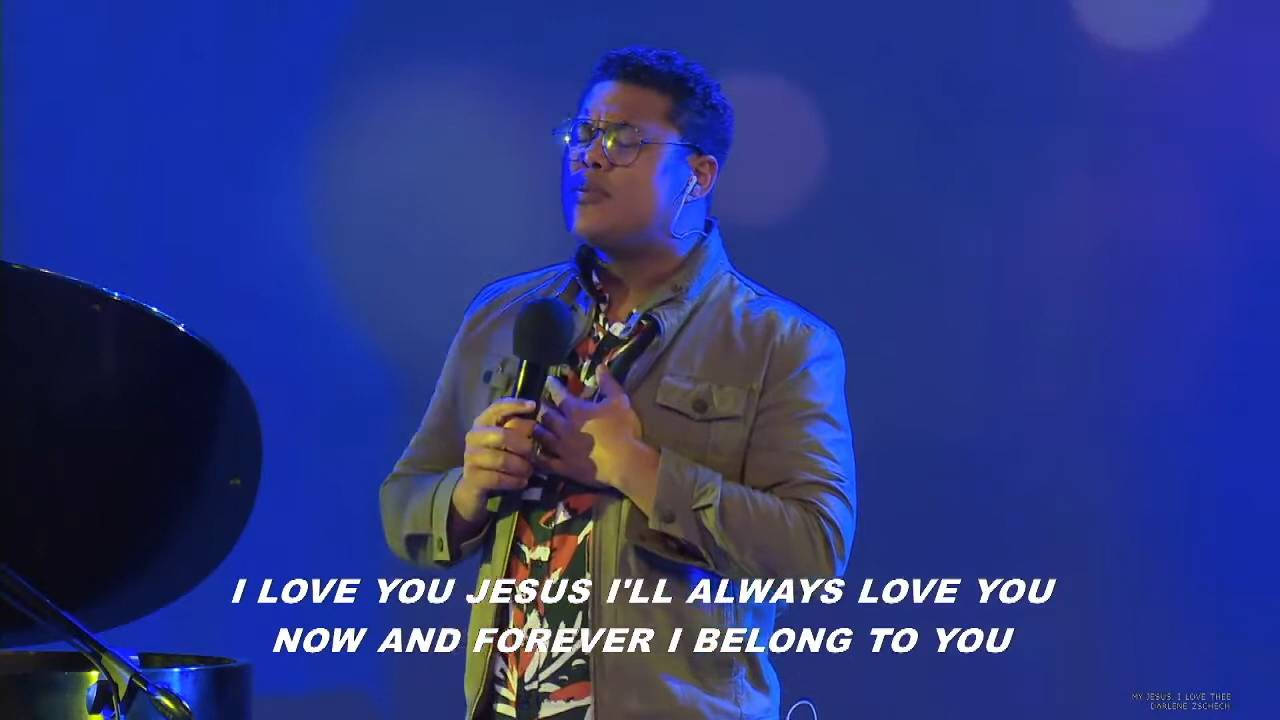 I LOVE YOU JESUS I'LL ALWAYS LOVE YOU
NOW AND FOREVER I BELONG TO YOU
MY JESUS, I LOVE THEE
DARLENE ZSCHECH